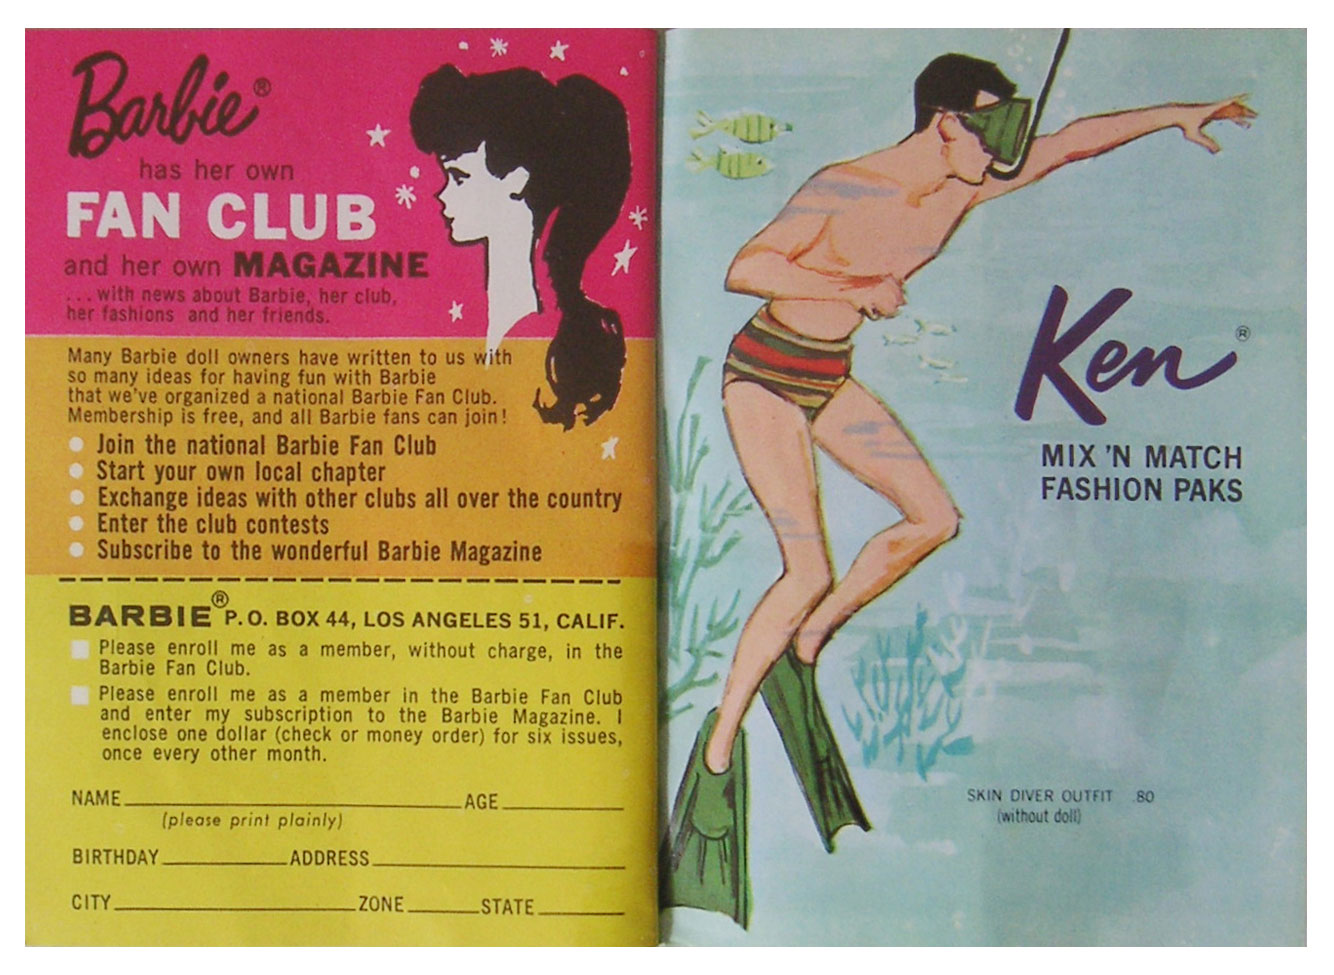 Barbie®
has her own
FAN CLUB
and her own MAGAZINE
...with news about Barbie, her club,
her fashions and her friends.
Many Barbie doll owners have written to us with
so many ideas for having fun with Barbie
that we've organized a national Barbie Fan Club.
Membership is free, and all Barbie fans can join!
Join the national Barbie Fan Club
Start your own local chapter
Exchange ideas with other clubs all over the country
Enter the club contests
Subscribe to the wonderful Barbie Magazine
BARBIE® P.O. BOX 44, LOS ANGELES 51, CALIF.
Please enroll me as a member, without charge, in the
Barbie Fan Club.
Please enroll me as a member in the Barbie Fan Club
and enter my subscription to the Barbie Magazine. I
enclose one dollar (check or money order) for six issues,
once every other month.
NAME AGE
(please print plainly)
BIRTHDAY ADDRESS
CITY ZONE STATE
Ken®
MIX 'N MATCH
FASHION PAKS
SKIN DIVER OUTFIT .80
(without doll)